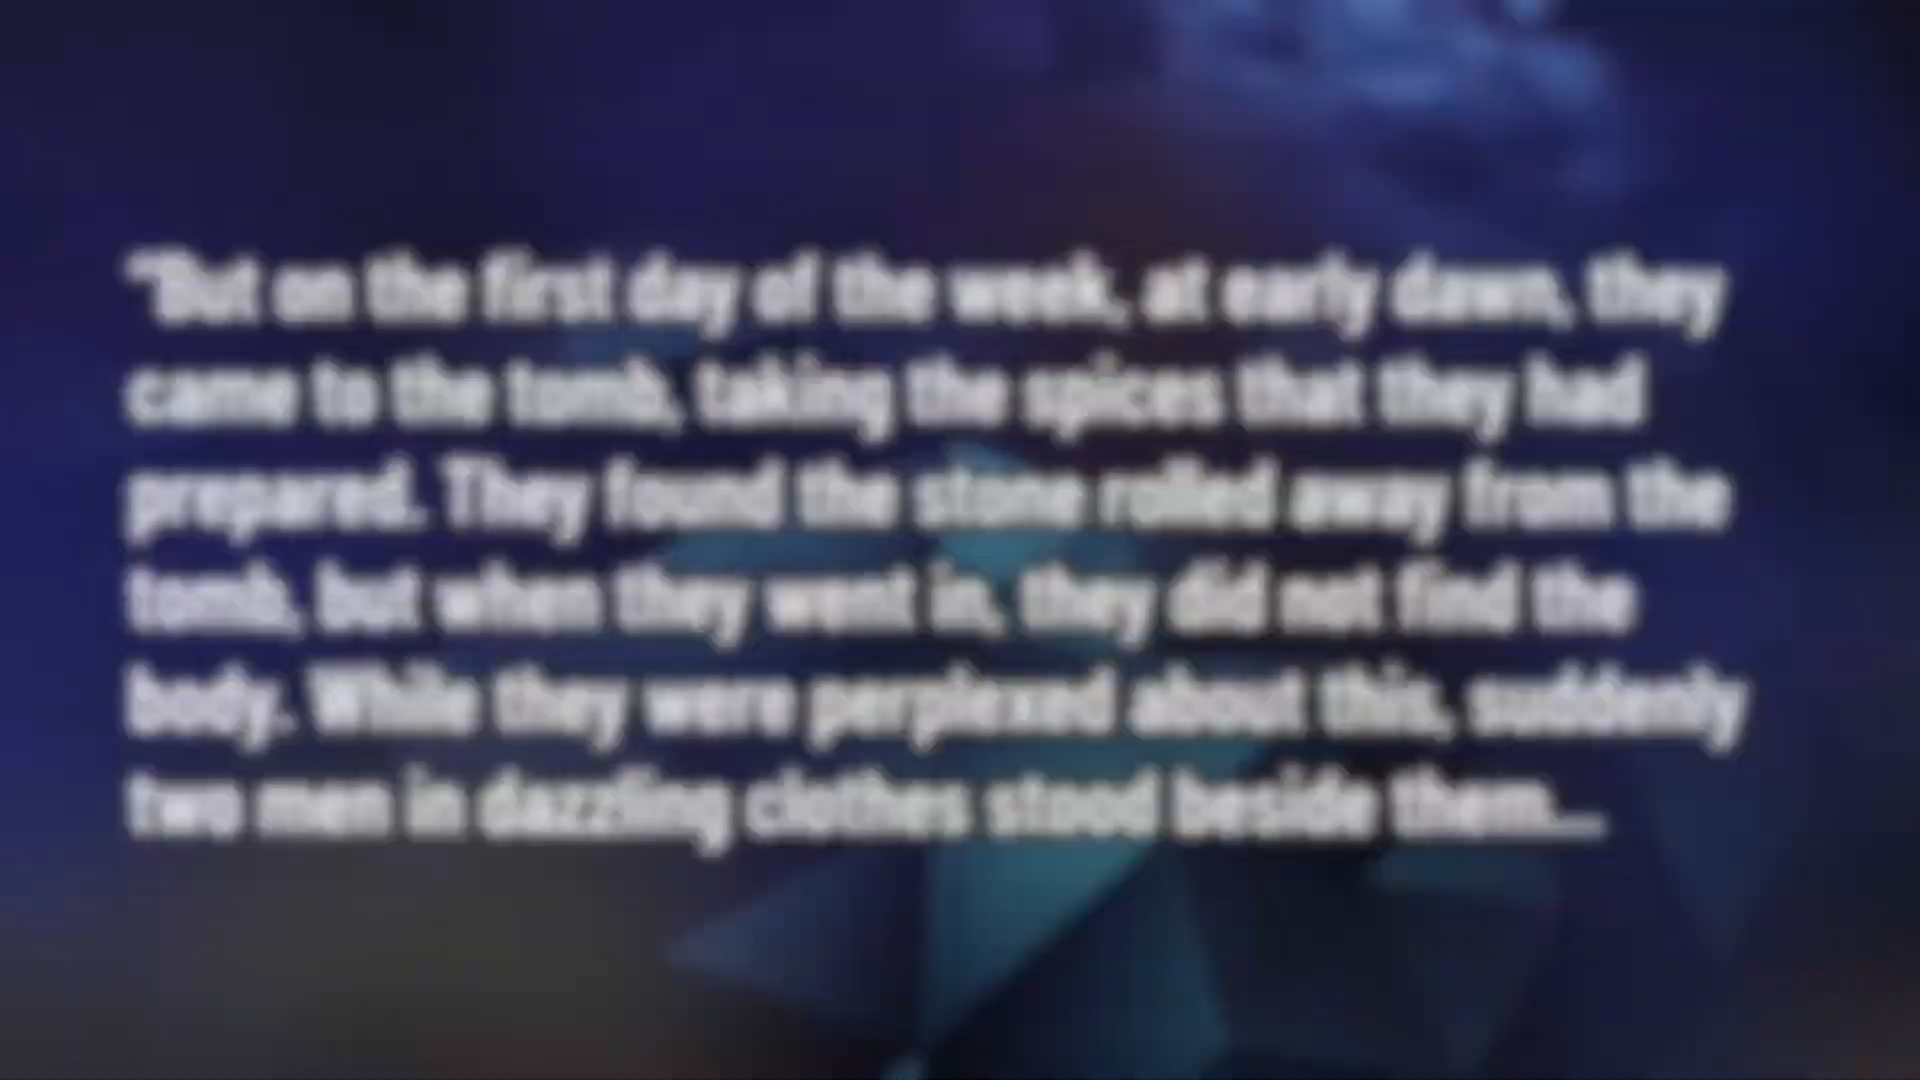 "But on the first day of the week, at early dawn, they
came to the tomb, taking the spices that they had
prepared. They found the stone rolled away from the
tomb, but when they went in, they did not find the
body. While they were perplexed about this, suddenly
two men in dazzling clothes stood beside them...